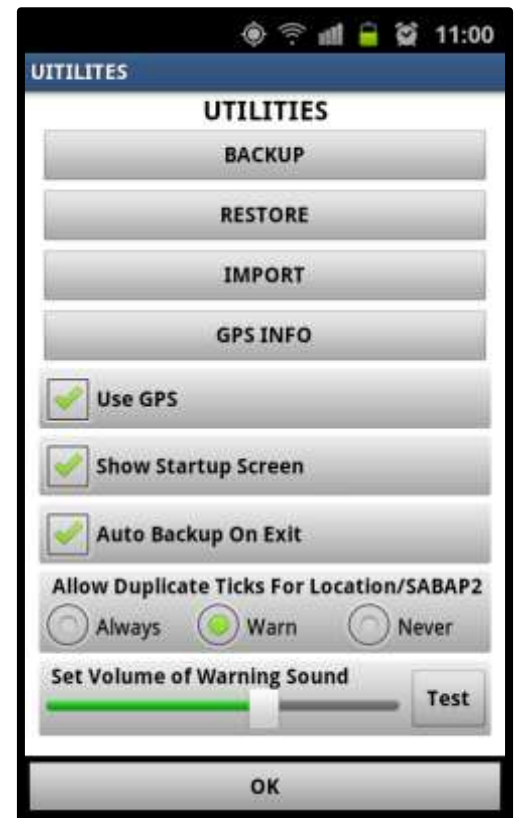 11:00
UITILITES
UTILITIES
BACKUP
RESTORE
IMPORT
GPS INFO
Use GPS
Show Startup Screen
Auto Backup On Exit
Allow Duplicate Ticks For Location/SABAP2
Always Warn Never
Set Volume of Warning Sound
Test
OK